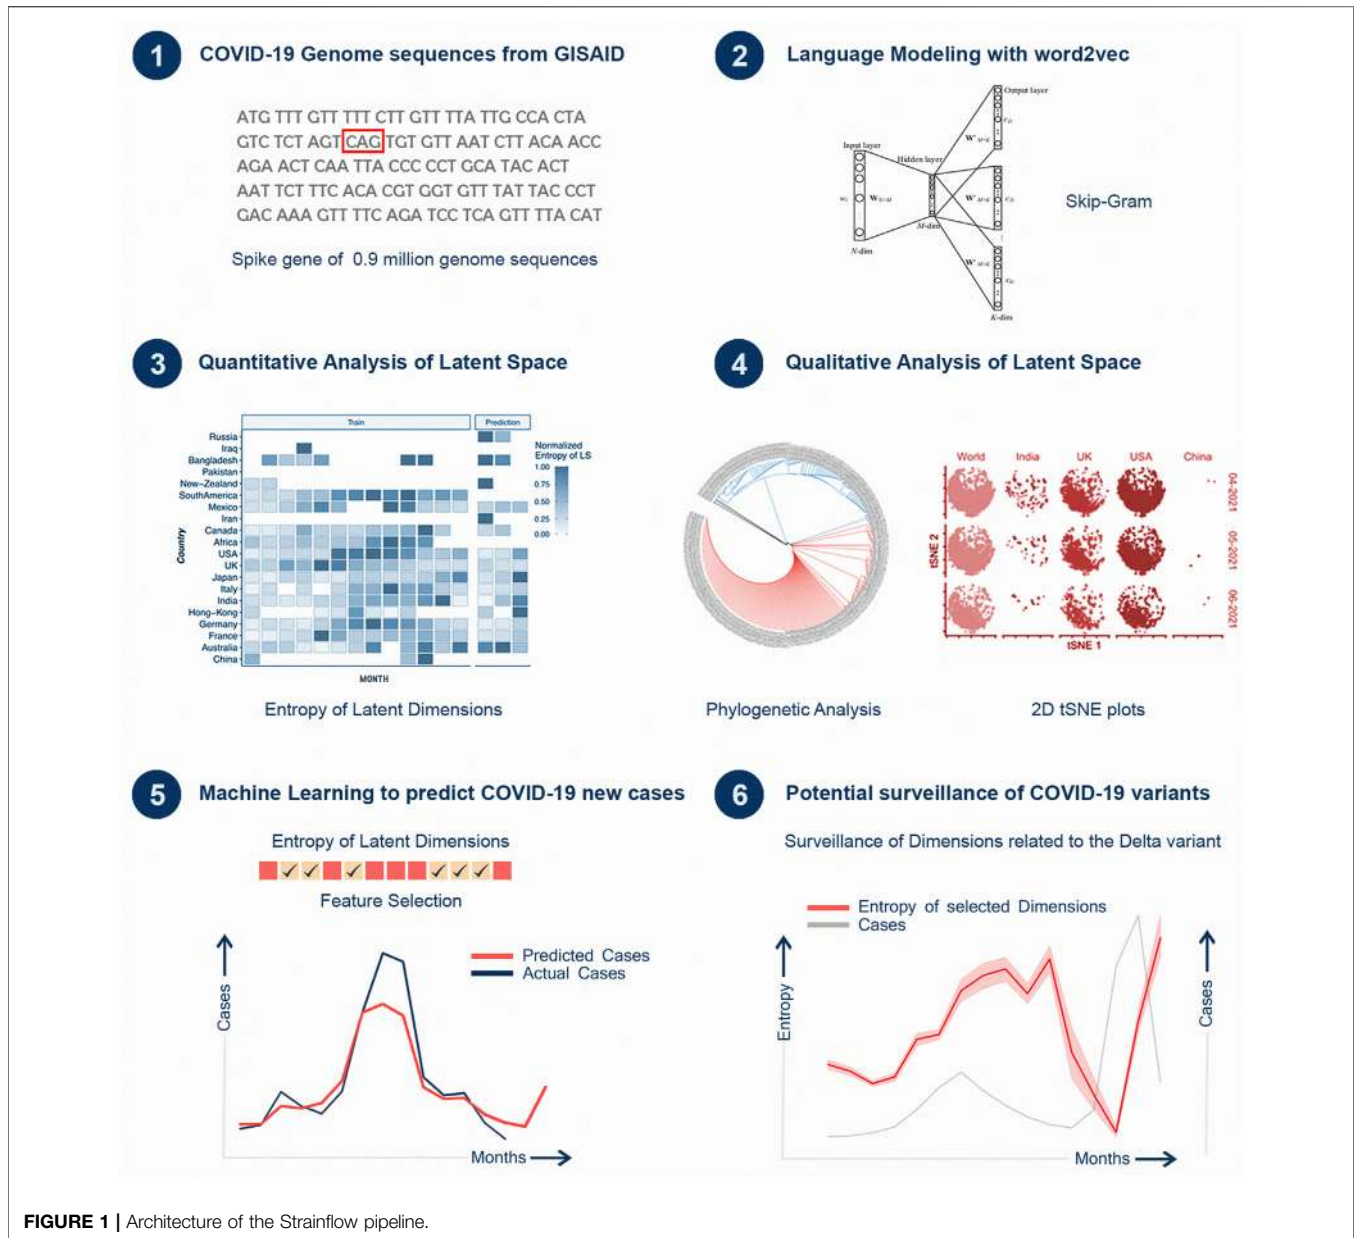 1 COVID-19 Genome sequences from GISAID
ATG TTT GTT TTT CTT GTT TTA TTG CCA CTA
GTC TCT AGT CAG TGT GTT AAT CTT ACA ACC
AGA ACT CAA TTA CCC CCT GCA TAC ACT
AAT TCT TTC ACA CGT GGT GTT TAT TAC CCT
GAC AAA GTT TTC AGA TCC TCA GTT TTA CAT
Spike gene of 0.9 million genome sequences
2 Language Modeling with word2vec
Output layer
Input layer
Hidden layer
N-dim
M-dim
K-dim
Skip-Gram
3 Quantitative Analysis of Latent Space
Train
Prediction
Country
Russia
Iraq
Bangladesh
Pakistan
New-Zealand
SouthAmerica
Mexico
Iran
Canada
Africa
USA
UK
Japan
Italy
India
Hong-Kong
Germany
France
Australia
China
MONTH
Normalized
Entropy of LS
1.00
0.75
0.50
0.25
0.00
Entropy of Latent Dimensions
4 Qualitative Analysis of Latent Space
Phylogenetic Analysis
World India UK USA China
04-2021
05-2021
06-2021
tSNE 2
tSNE 1
2D tSNE plots
5 Machine Learning to predict COVID-19 new cases
Entropy of Latent Dimensions
Feature Selection
Predicted Cases
Actual Cases
Cases
Months
6 Potential surveillance of COVID-19 variants
Surveillance of Dimensions related to the Delta variant
Entropy of selected Dimensions
Cases
Entropy
Cases
Months
FIGURE 1 | Architecture of the Strainflow pipeline.